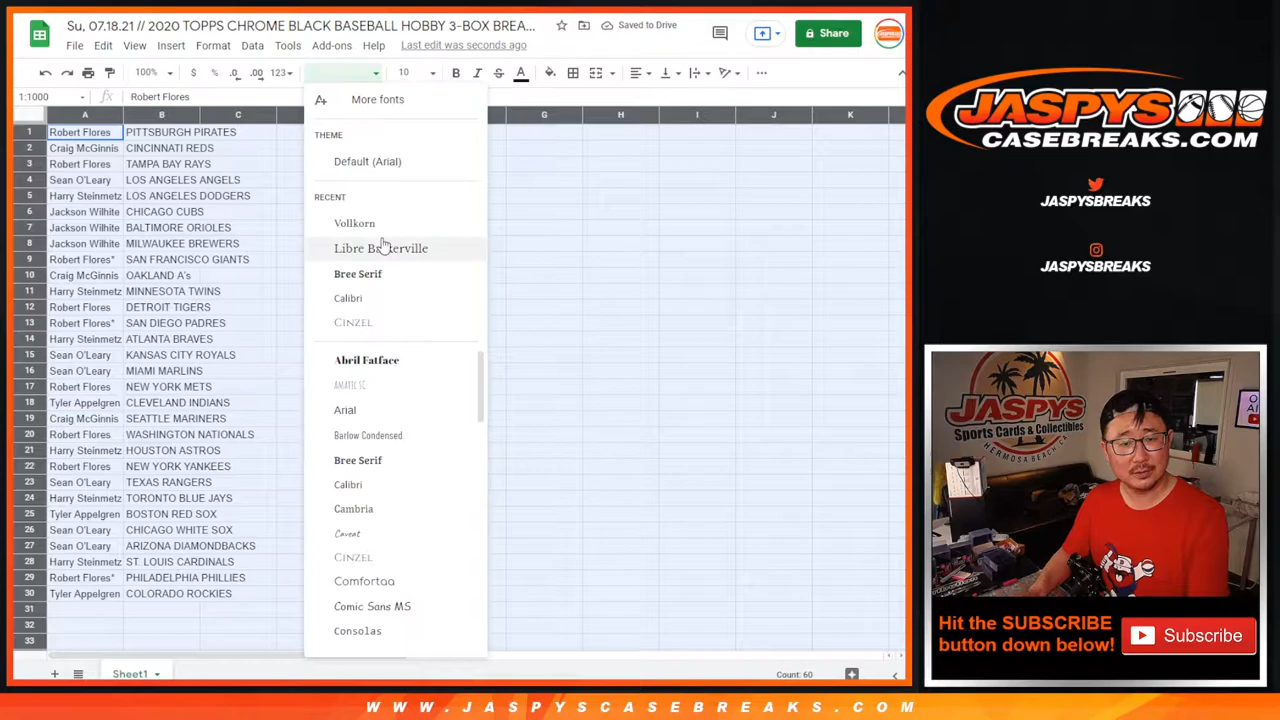 Su, 07.18.21 // 2020 TOPPS CHROME BLACK BASEBALL HOBBY 3-BOX BREA...
Saved to Drive
Share
File Edit View Insert Format Data Tools Add-ons Help Last edit was seconds ago
100% $ % .0 .00 123 10 B I S A
1:1000 fx Robert Flores
A B C G H I J K
1 Robert Flores PITTSBURGH PIRATES
2 Craig McGinnis CINCINNATI REDS
3 Robert Flores TAMPA BAY RAYS
4 Sean O'Leary LOS ANGELES ANGELS
5 Harry Steinmetz LOS ANGELES DODGERS
6 Jackson Wilhite CHICAGO CUBS
7 Jackson Wilhite BALTIMORE ORIOLES
8 Jackson Wilhite MILWAUKEE BREWERS
9 Robert Flores* SAN FRANCISCO GIANTS
10 Craig McGinnis OAKLAND A's
11 Harry Steinmetz MINNESOTA TWINS
12 Robert Flores DETROIT TIGERS
13 Robert Flores* SAN DIEGO PADRES
14 Harry Steinmetz ATLANTA BRAVES
15 Sean O'Leary KANSAS CITY ROYALS
16 Sean O'Leary MIAMI MARLINS
17 Robert Flores NEW YORK METS
18 Tyler Appelgren CLEVELAND INDIANS
19 Craig McGinnis SEATTLE MARINERS
20 Robert Flores WASHINGTON NATIONALS
21 Harry Steinmetz HOUSTON ASTROS
22 Robert Flores NEW YORK YANKEES
23 Sean O'Leary TEXAS RANGERS
24 Harry Steinmetz TORONTO BLUE JAYS
25 Tyler Appelgren BOSTON RED SOX
26 Sean O'Leary CHICAGO WHITE SOX
27 Sean O'Leary ARIZONA DIAMONDBACKS
28 Harry Steinmetz ST. LOUIS CARDINALS
29 Robert Flores* PHILADELPHIA PHILLIES
30 Tyler Appelgren COLORADO ROCKIES
31
32
33
More fonts
THEME
Default (Arial)
RECENT
Vollkorn
Libre Baskerville
Bree Serif
Calibri
CINZEL
Abril Fatface
AMATIC SC
Arial
Barlow Condensed
Bree Serif
Calibri
Cambria
Caveat
CINZEL
Comfortaa
Comic Sans MS
Consolas
Sheet1
Count: 60
JASPYS
CASEBREAKS.COM
JASPYSBREAKS
JASPYSBREAKS
JASPYS
Sports Cards & Collectibles
HERMOSA BEACH, CA
Hit the SUBSCRIBE
button down below!
Subscribe
WWW.JASPYSCASEBREAKS.COM